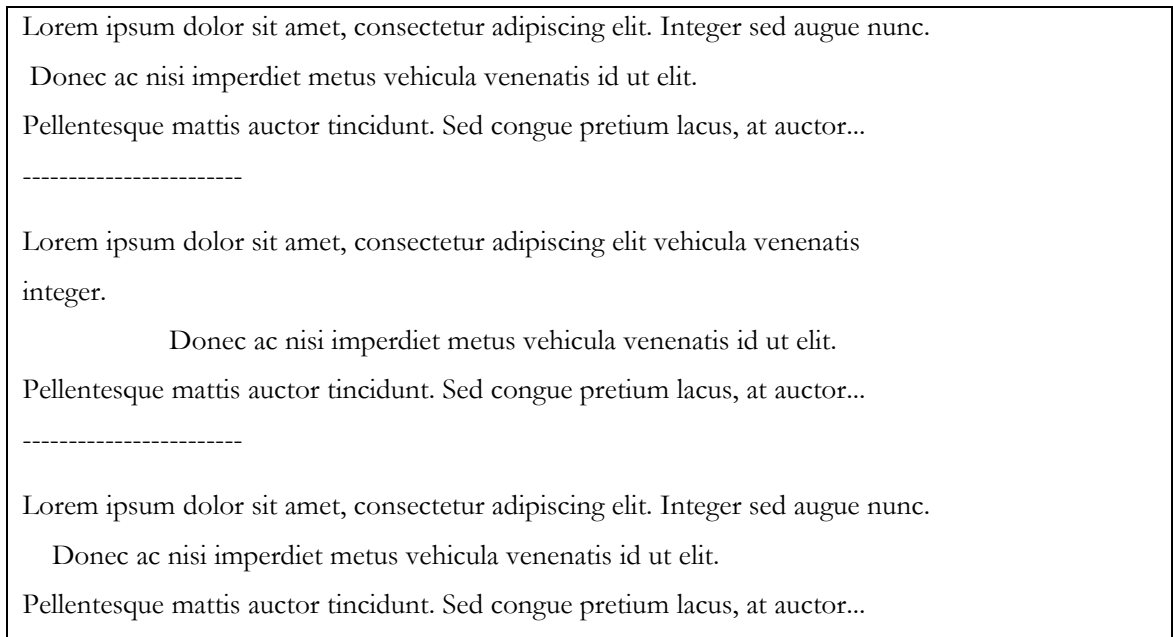 Lorem ipsum dolor sit amet, consectetur adipiscing elit. Integer sed augue nunc.
Donec ac nisi imperdiet metus vehicula venenatis id ut elit.
Pellentesque mattis auctor tincidunt. Sed congue pretium lacus, at auctor...
------------------------
Lorem ipsum dolor sit amet, consectetur adipiscing elit vehicula venenatis
integer.
Donec ac nisi imperdiet metus vehicula venenatis id ut elit.
Pellentesque mattis auctor tincidunt. Sed congue pretium lacus, at auctor...
------------------------
Lorem ipsum dolor sit amet, consectetur adipiscing elit. Integer sed augue nunc.
Donec ac nisi imperdiet metus vehicula venenatis id ut elit.
Pellentesque mattis auctor tincidunt. Sed congue pretium lacus, at auctor...